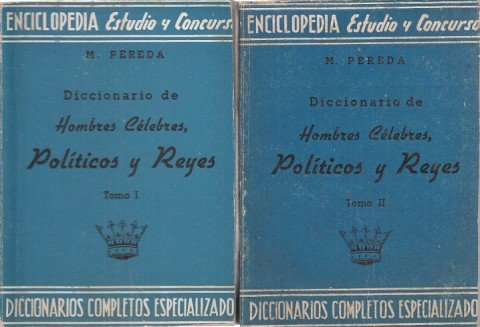 ENCICLOPEDIA Estudio y Concurso
M. PEREDA
Diccionario de
Hombres Célebres,
Políticos y Reyes
Tomo I
DICCIONARIOS COMPLETOS ESPECIALIZADO
ENCICLOPEDIA Estudio y Concurso
M. PEREDA
Diccionario de
Hombres Célebres,
Políticos y Reyes
Tomo II
DICCIONARIOS COMPLETOS ESPECIALIZADO